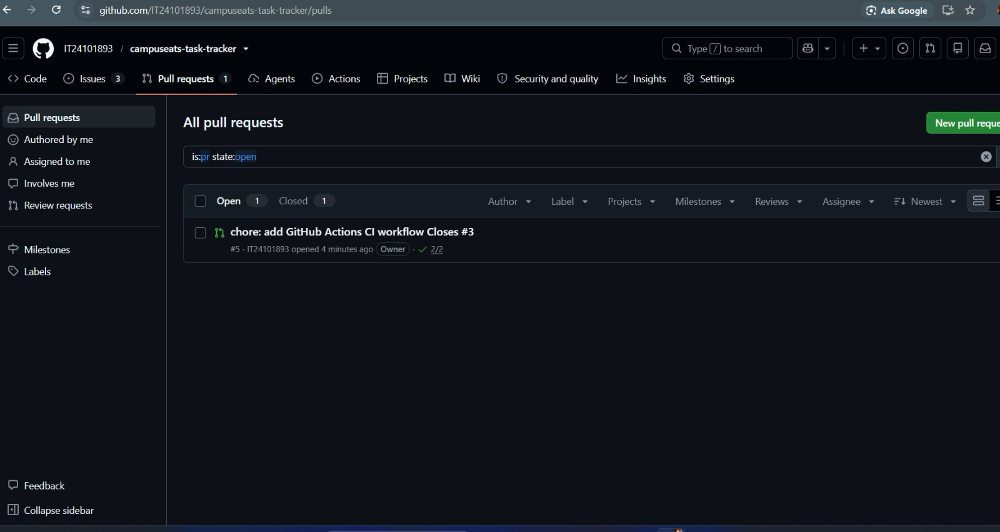 github.com/IT24101893/campuseats-task-tracker/pulls
Ask Google
IT24101893 / campuseats-task-tracker
Type / to search
Code
Issues 3
Pull requests 1
Agents
Actions
Projects
Wiki
Security and quality
Insights
Settings
Pull requests
Authored by me
Assigned to me
Involves me
Review requests
Milestones
Labels
Feedback
Collapse sidebar
All pull requests
New pull reque
is:pr state:open
Open 1 Closed 1
Author Label Projects Milestones Reviews Assignee Newest
chore: add GitHub Actions CI workflow Closes #3
#5 · IT24101893 opened 4 minutes ago Owner · 2/2